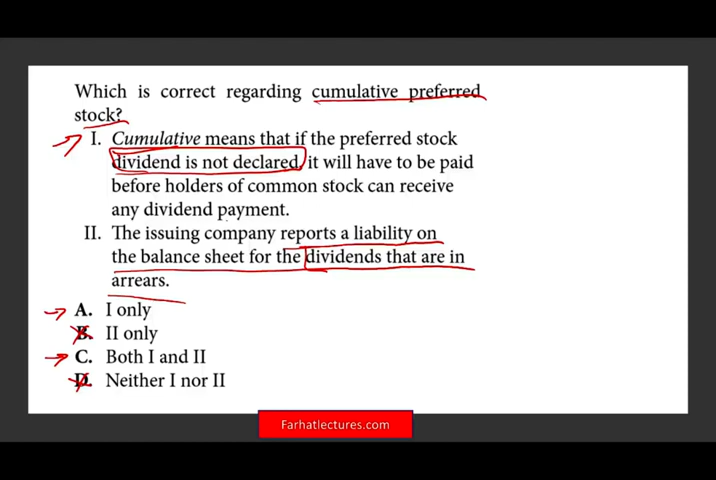 Which is correct regarding cumulative preferred
stock?
I. Cumulative means that if the preferred stock
dividend is not declared, it will have to be paid
before holders of common stock can receive
any dividend payment.
II. The issuing company reports a liability on
the balance sheet for the dividends that are in
arrears.
A. I only
B. II only
C. Both I and II
D. Neither I nor II
Farhatlectures.com